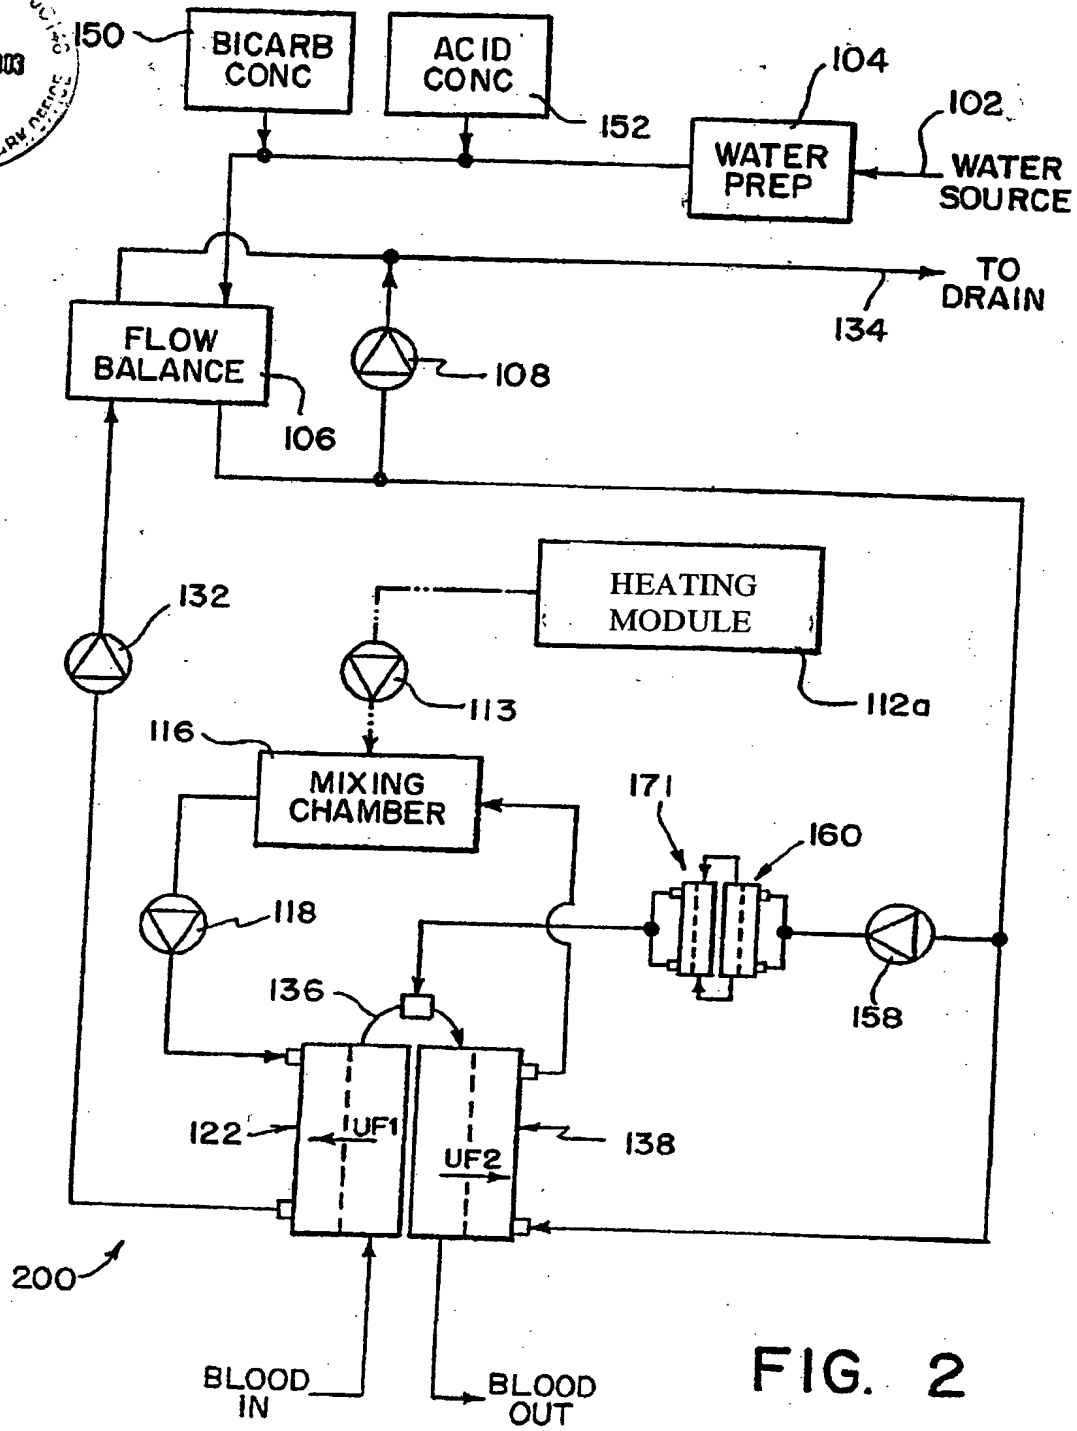 150
BICARB
CONC
ACID
CONC
152
104
102
WATER
PREP
WATER
SOURCE
TO
DRAIN
134
FLOW
BALANCE
106
108
132
HEATING
MODULE
112a
113
116
MIXING
CHAMBER
171
160
118
136
158
122
UF1
UF2
138
200
BLOOD
IN
BLOOD
OUT
FIG. 2